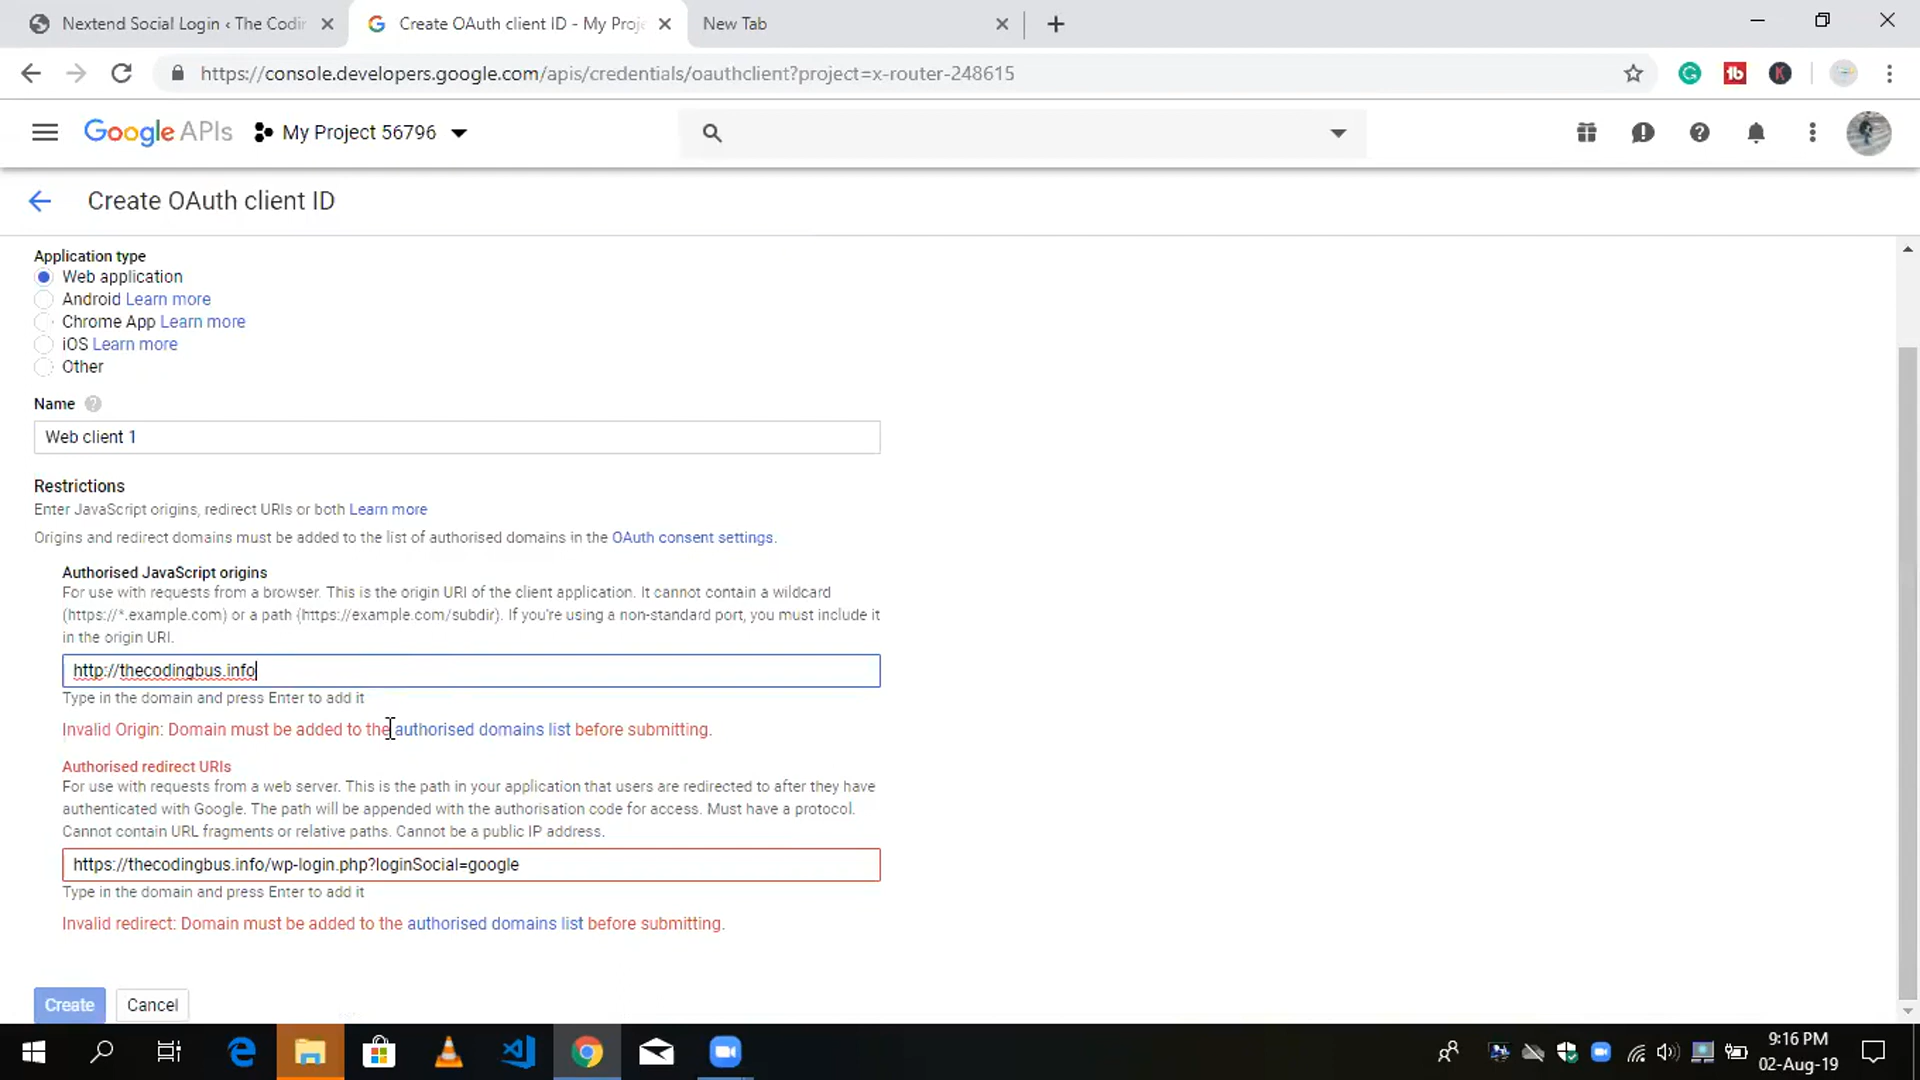 Nextend Social Login ‹ The Codin
Create OAuth client ID - My Proje
New Tab
https://console.developers.google.com/apis/credentials/oauthclient?project=x-router-248615
Google APIs
My Project 56796
Create OAuth client ID
Application type
Web application
Android Learn more
Chrome App Learn more
iOS Learn more
Other
Name
Web client 1
Restrictions
Enter JavaScript origins, redirect URIs or both Learn more
Origins and redirect domains must be added to the list of authorised domains in the OAuth consent settings.
Authorised JavaScript origins
For use with requests from a browser. This is the origin URI of the client application. It cannot contain a wildcard
(https://*.example.com) or a path (https://example.com/subdir). If you're using a non-standard port, you must include it
in the origin URI.
http://thecodingbus.info
Type in the domain and press Enter to add it
Invalid Origin: Domain must be added to the authorised domains list before submitting.
Authorised redirect URIs
For use with requests from a web server. This is the path in your application that users are redirected to after they have
authenticated with Google. The path will be appended with the authorisation code for access. Must have a protocol.
Cannot contain URL fragments or relative paths. Cannot be a public IP address.
https://thecodingbus.info/wp-login.php?loginSocial=google
Type in the domain and press Enter to add it
Invalid redirect: Domain must be added to the authorised domains list before submitting.
Create
Cancel
9:16 PM
02-Aug-19